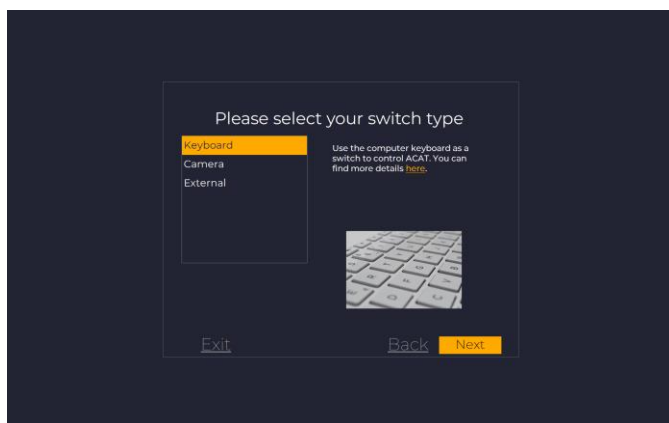 Please select your switch type
Keyboard
Camera
External
Use the computer keyboard as a
switch to control ACAT. You can
find more details here.
Exit
Back
Next